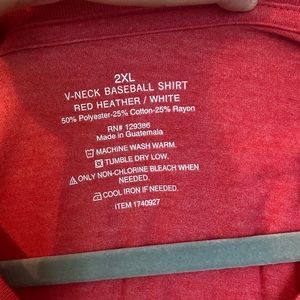 2XL
V-NECK BASEBALL SHIRT
RED HEATHER / WHITE
50% Polyester-25% Cotton-25% Rayon
RN# 129386
Made in Guatemala
MACHINE WASH WARM.
TUMBLE DRY LOW.
ONLY NON-CHLORINE BLEACH WHEN
NEEDED.
COOL IRON IF NEEDED.
ITEM 1740927